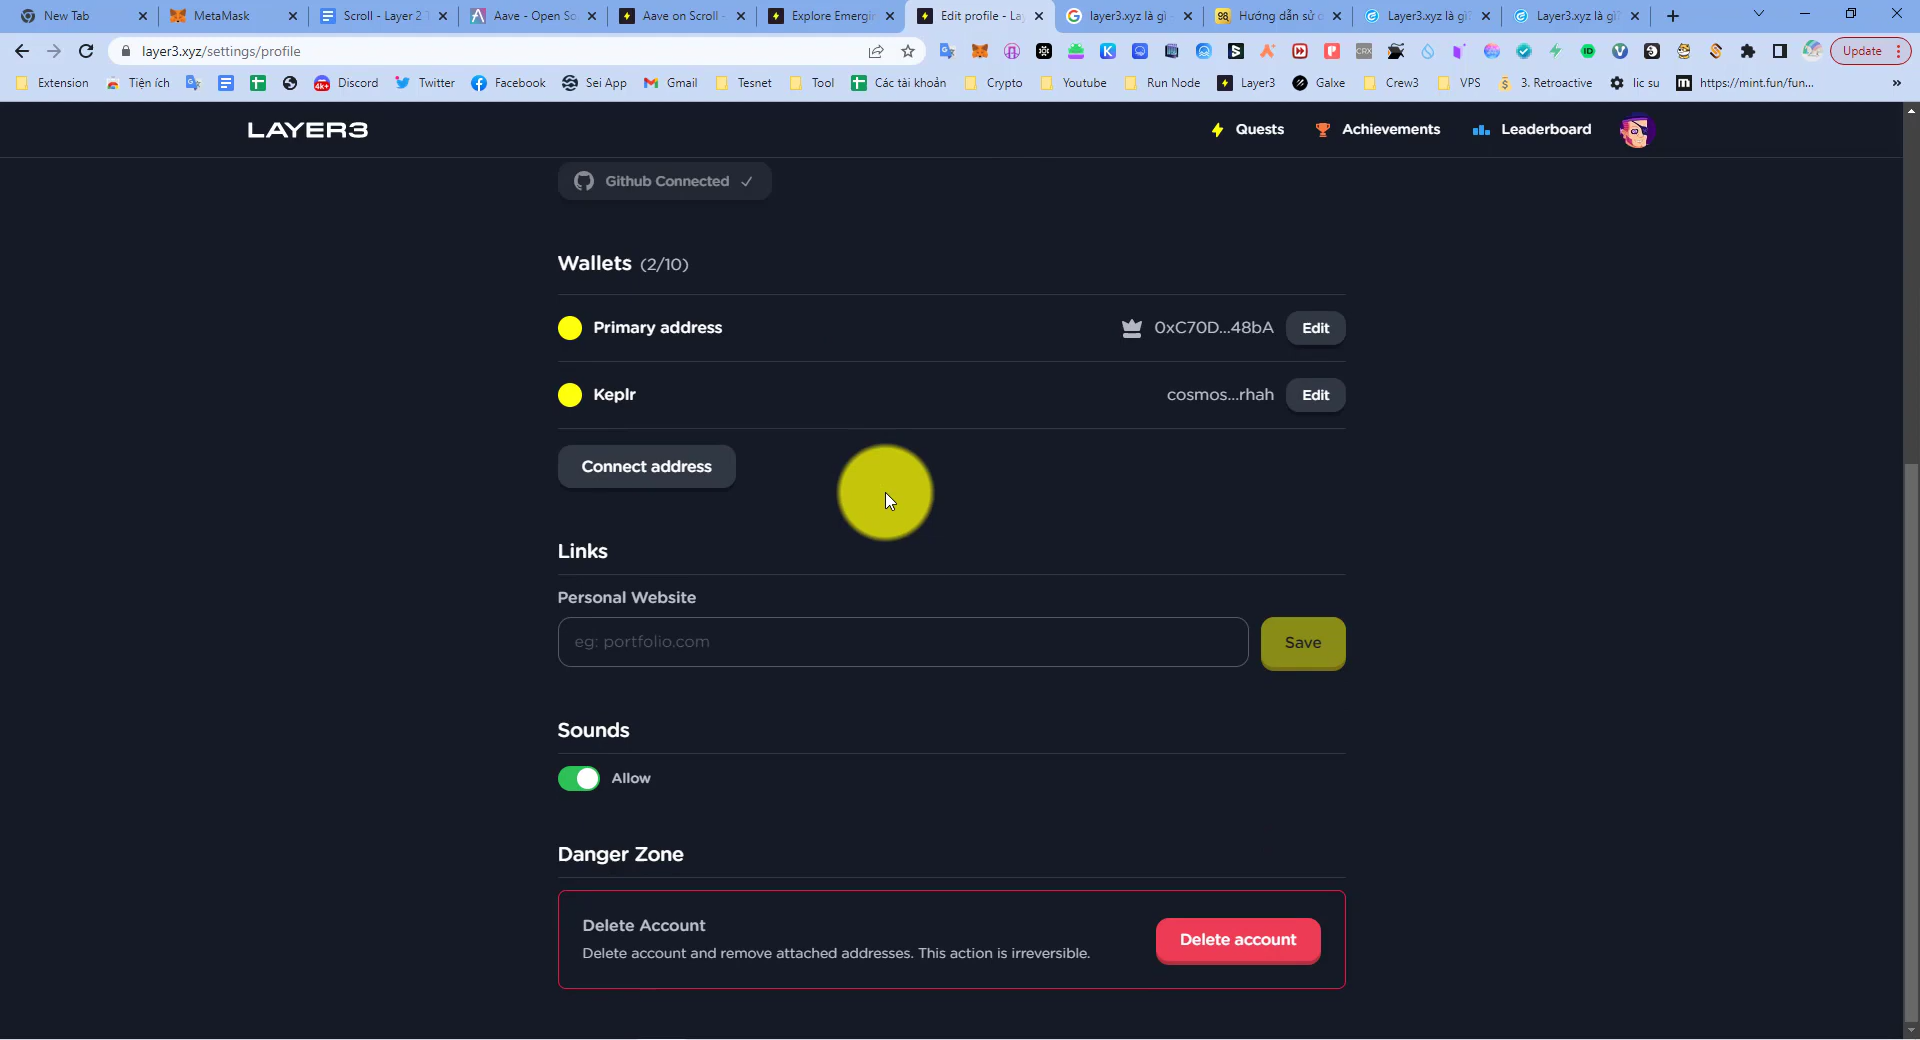 New Tab
MetaMask
Scroll - Layer 2 T
Aave - Open So
Aave on Scroll -
Explore Emergin
Edit profile - La
layer3.xyz là gì -
Hướng dẫn sử d
Layer3.xyz là gì?
Layer3.xyz là gì?
layer3.xyz/settings/profile
CRX
Update
Extension
Tiện ích
4k+ Discord
Twitter
Facebook
Sei App
Gmail
Tesnet
Tool
Các tài khoản
Crypto
Youtube
Run Node
Layer3
Galxe
Crew3
VPS
3. Retroactive
lic su
https://mint.fun/fun...
LAYER3
Quests
Achievements
Leaderboard
Github Connected
Wallets (2/10)
Primary address
0xC70D...48bA
Edit
Keplr
cosmos...rhah
Edit
Connect address
Links
Personal Website
eg: portfolio.com
Save
Sounds
Allow
Danger Zone
Delete Account
Delete account and remove attached addresses. This action is irreversible.
Delete account